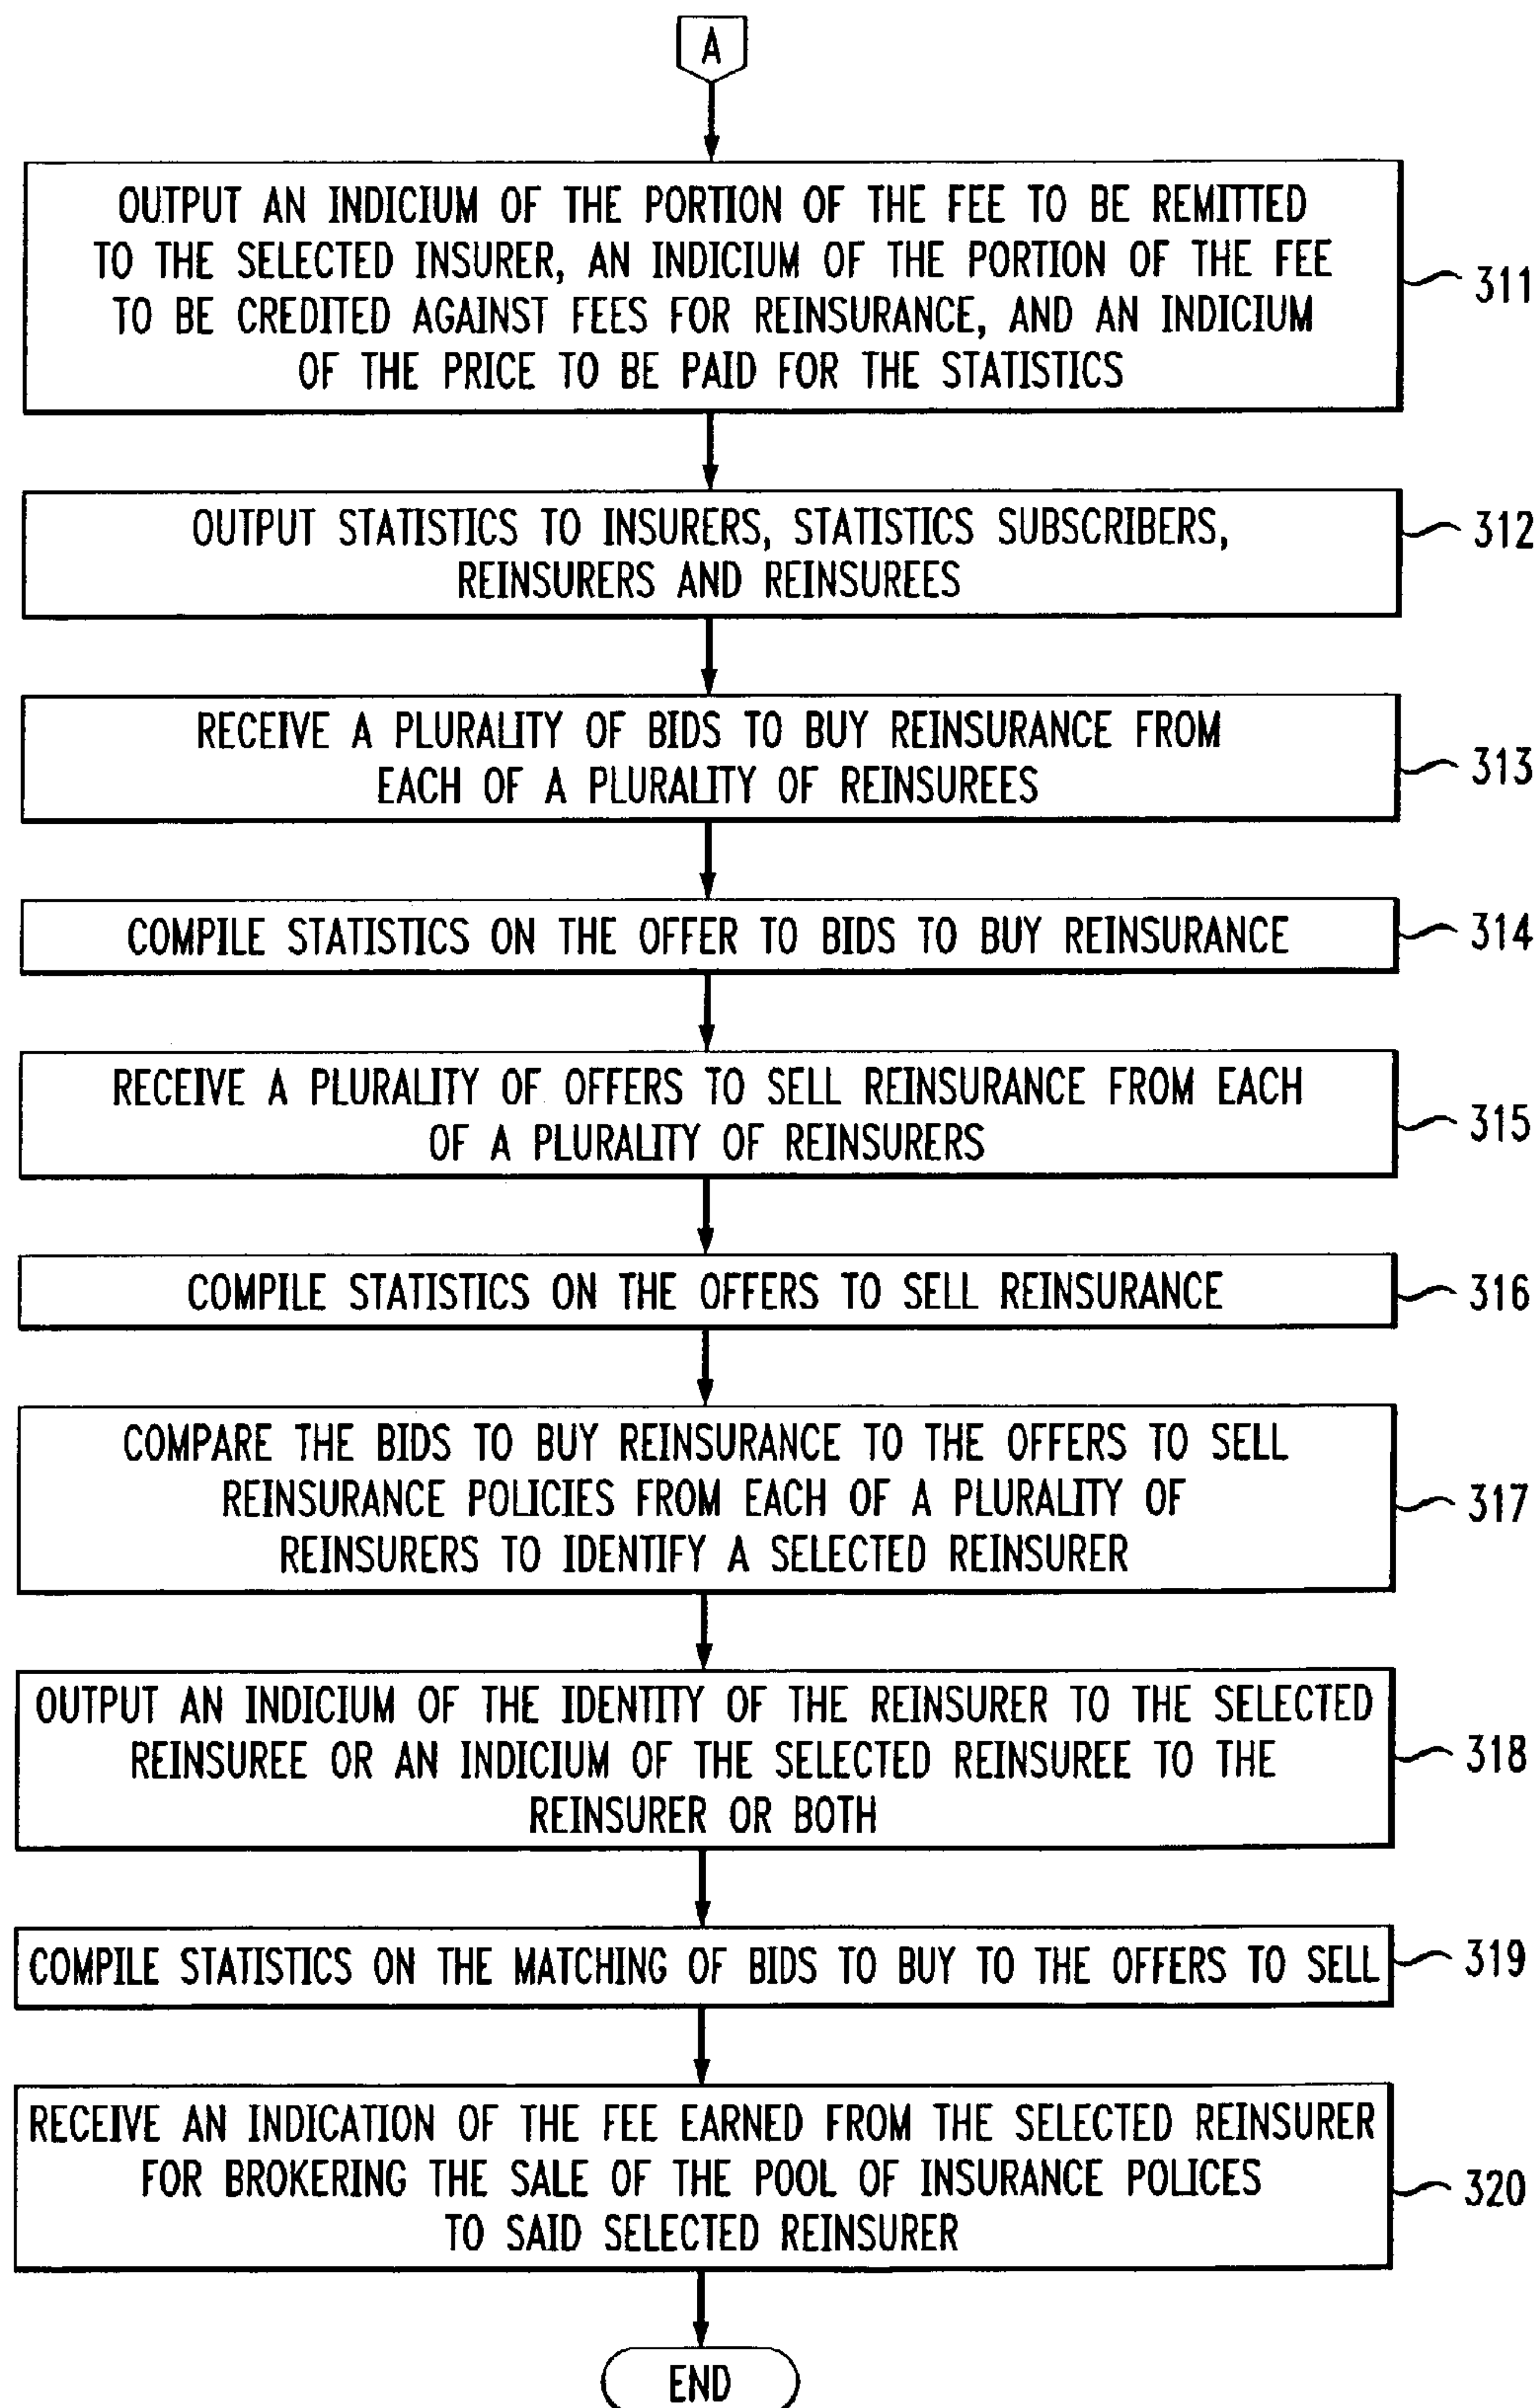 A
OUTPUT AN INDICIUM OF THE PORTION OF THE FEE TO BE REMITTED
TO THE SELECTED INSURER, AN INDICIUM OF THE PORTION OF THE FEE
TO BE CREDITED AGAINST FEES FOR REINSURANCE, AND AN INDICIUM
OF THE PRICE TO BE PAID FOR THE STATISTICS
311
OUTPUT STATISTICS TO INSURERS, STATISTICS SUBSCRIBERS,
REINSURERS AND REINSUREES
312
RECEIVE A PLURALITY OF BIDS TO BUY REINSURANCE FROM
EACH OF A PLURALITY OF REINSUREES
313
COMPILE STATISTICS ON THE OFFER TO BIDS TO BUY REINSURANCE
314
RECEIVE A PLURALITY OF OFFERS TO SELL REINSURANCE FROM EACH
OF A PLURALITY OF REINSURERS
315
COMPILE STATISTICS ON THE OFFERS TO SELL REINSURANCE
316
COMPARE THE BIDS TO BUY REINSURANCE TO THE OFFERS TO SELL
REINSURANCE POLICIES FROM EACH OF A PLURALITY OF
REINSURERS TO IDENTIFY A SELECTED REINSURER
317
OUTPUT AN INDICIUM OF THE IDENTITY OF THE REINSURER TO THE SELECTED
REINSUREE OR AN INDICIUM OF THE SELECTED REINSUREE TO THE
REINSURER OR BOTH
318
COMPILE STATISTICS ON THE MATCHING OF BIDS TO BUY TO THE OFFERS TO SELL
319
RECEIVE AN INDICATION OF THE FEE EARNED FROM THE SELECTED REINSURER
FOR BROKERING THE SALE OF THE POOL OF INSURANCE POLICES
TO SAID SELECTED REINSURER
320
END